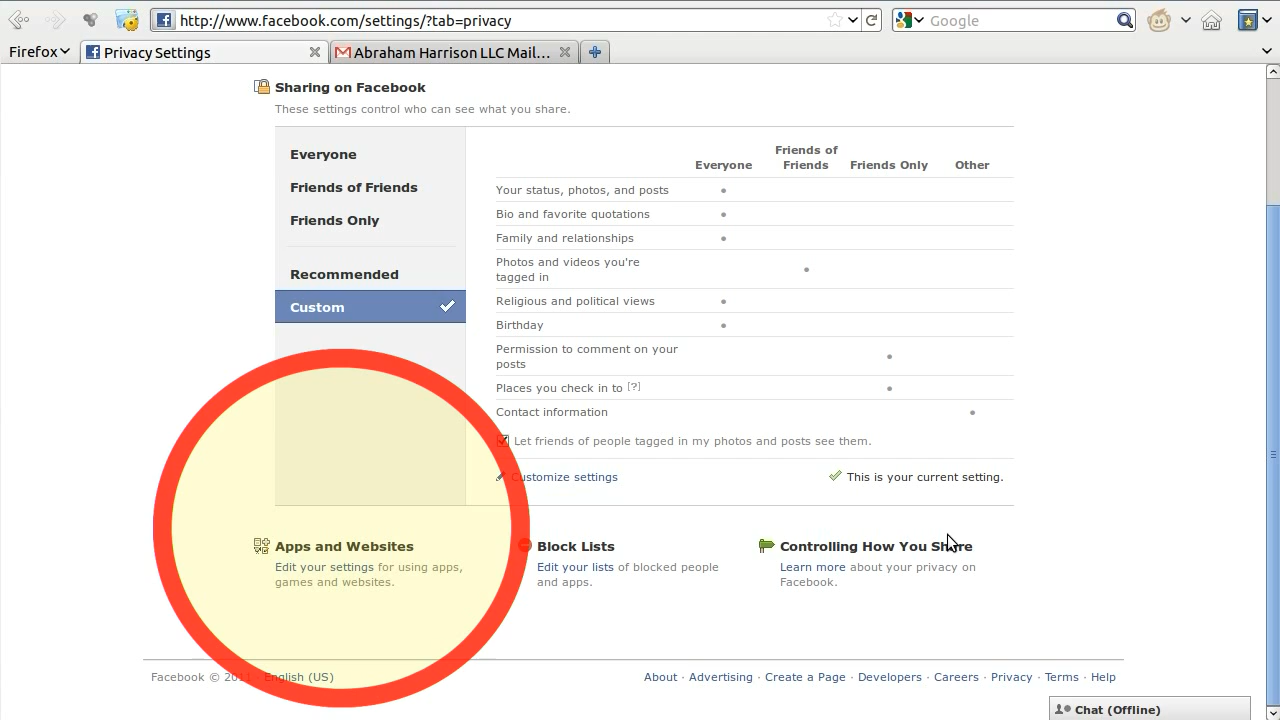 http://www.facebook.com/settings/?tab=privacy
Google
Firefox
Privacy Settings
Abraham Harrison LLC Mail...
Sharing on Facebook
These settings control who can see what you share.
Everyone
Friends of Friends
Friends Only
Recommended
Custom
Everyone Friends of Friends Friends Only Other
Your status, photos, and posts
Bio and favorite quotations
Family and relationships
Photos and videos you're
tagged in
Religious and political views
Birthday
Permission to comment on your
posts
Places you check in to [?]
Contact information
Let friends of people tagged in my photos and posts see them.
Customize settings
This is your current setting.
Apps and Websites
Edit your settings for using apps,
games and websites.
Block Lists
Edit your lists of blocked people
and apps.
Controlling How You Share
Learn more about your privacy on
Facebook.
Facebook © 2011 English (US)
About · Advertising · Create a Page · Developers · Careers · Privacy · Terms · Help
Chat (Offline)